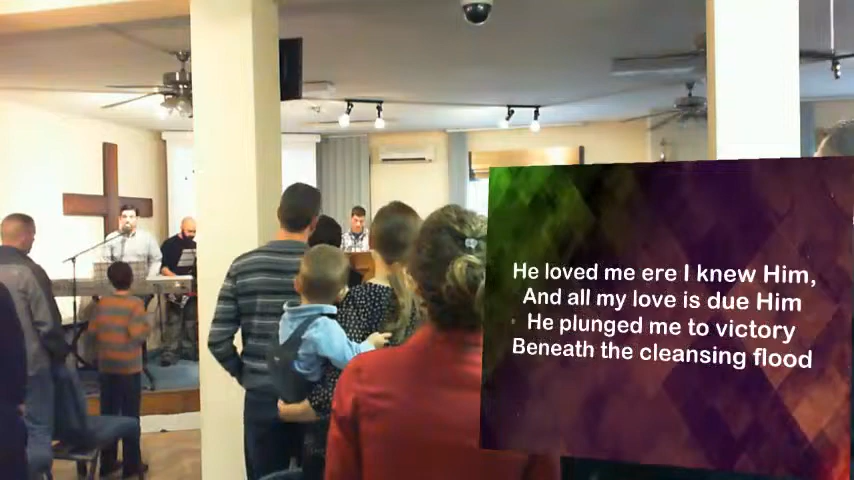 He loved me ere I knew Him,
And all my love is due Him
He plunged me to victory
Beneath the cleansing flood